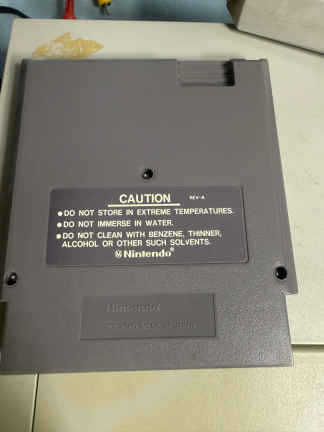 CAUTION REV-A
●DO NOT STORE IN EXTREME TEMPERATURES.
●DO NOT IMMERSE IN WATER.
●DO NOT CLEAN WITH BENZENE, THINNER,
ALCOHOL OR OTHER SUCH SOLVENTS.
Nintendo®
Nintendo®